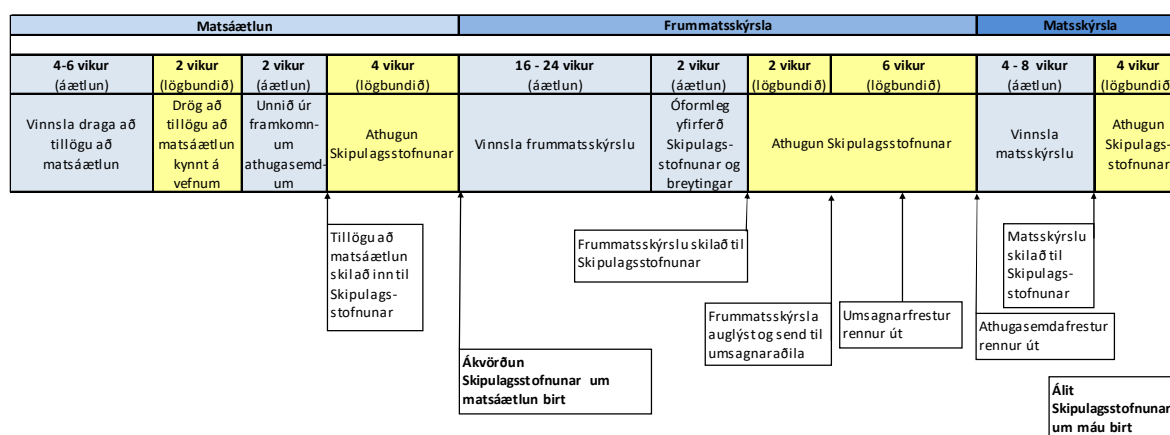 Matsáætlun
Frummatsskýrsla
Matsskýrsla
4-6 vikur
(áætlun)
2 vikur
(lögbundið)
2 vikur
(áætlun)
4 vikur
(lögbundið)
16 - 24 vikur
(áætlun)
2 vikur
(áætlun)
2 vikur
(lögbundið)
6 vikur
(lögbundið)
4 - 8 vikur
(áætlun)
4 vikur
(lögbundið)
Vinnsla draga að
tillögu að
matsáætlun
Drög að
tillögu að
matsáætlun
kynnt á
vefnum
Unnið úr
framkomn-
um
athugasemd-
um
Athugun
Skipulagsstofnunar
Vinnsla frummatsskýrslu
Óformleg
yfirferð
Skipulags-
stofnunar og
breytingar
Athugun Skipulagsstofnunar
Vinnsla
matsskýrslu
Athugun
Skipulags-
stofnunar
Tillögu að
matsáætlun
skilað inn til
Skipulags-
stofnunar
Frummatsskýrslu skilað til
Skipulagsstofnunar
Matsskýrslu
skilað til
Skipulags-
stofnunar
Frummatsskýrsla
auglýst og send til
umsagnaraðila
Umsagnarfrestur
rennur út
Athugasemdafrestur
rennur út
Ákvörðun
Skipulagsstofnunar um
matsáætlun birt
Álit
Skipulagsstofnunar
um máu birt